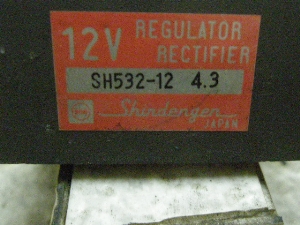 12V REGULATOR
RECTIFIER
SH532-12 4.3
Shindengen
JAPAN